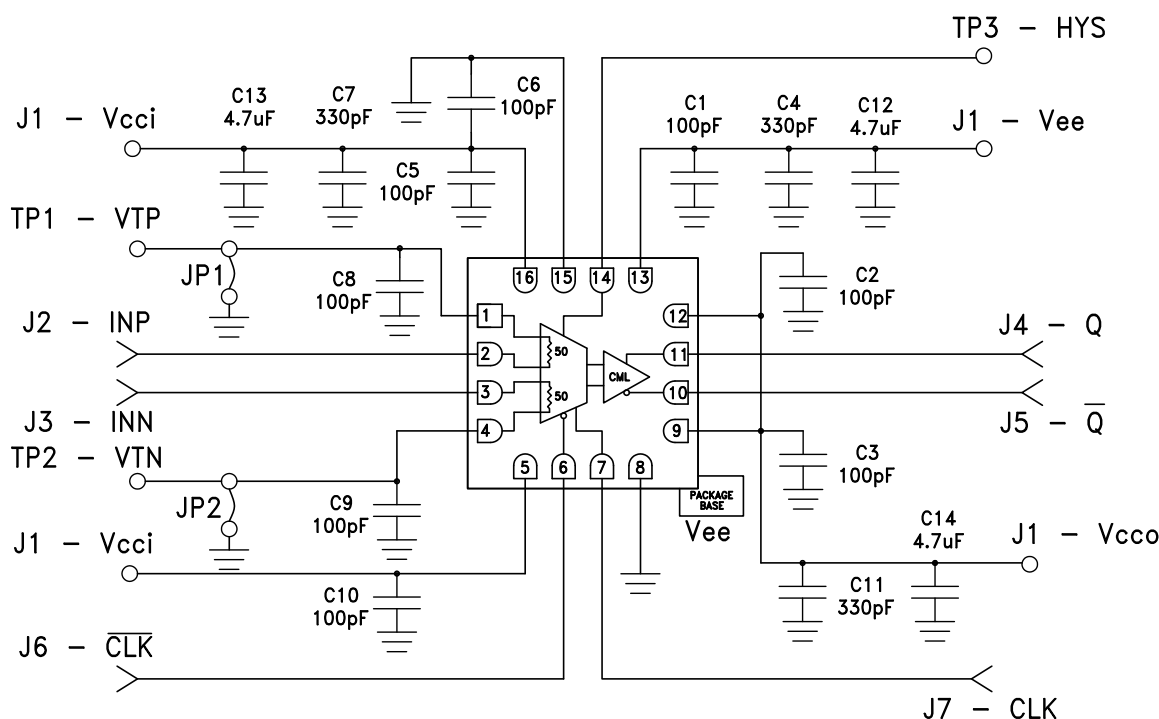 TP3 - HYS
C6
100pF
C13
4.7uF
C7
330pF
C1
100pF
C4
330pF
C12
4.7uF
J1 - Vcci
J1 - Vee
C5
100pF
TP1 - VTP
JP1
C8
100pF
16 15 14 13
C2
100pF
1
12
J2 - INP
J4 - Q
2
50
11
CML
3
50
10
J3 - INN
J5 - Q̅
4
9
TP2 - VTN
5 6 7 8
C3
100pF
JP2
C9
100pF
PACKAGE
BASE
Vee
J1 - Vcci
C14
4.7uF
J1 - Vcco
C10
100pF
C11
330pF
J6 - C̅L̅K̅
J7 - CLK